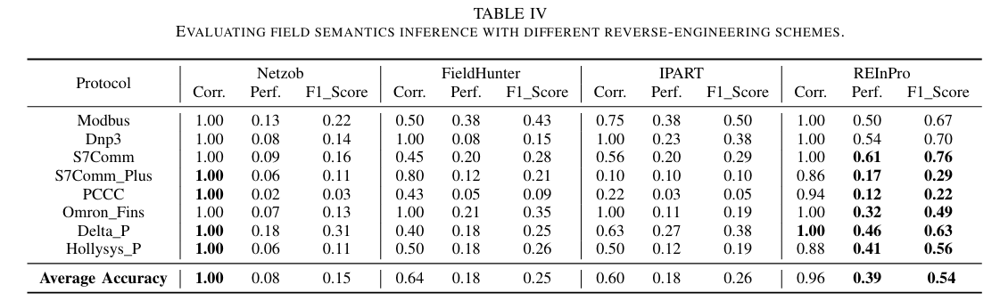 TABLE IV
EVALUATING FIELD SEMANTICS INFERENCE WITH DIFFERENT REVERSE-ENGINEERING SCHEMES.
Protocol Netzob FieldHunter IPART REInPro
Corr. Perf. F1_Score Corr. Perf. F1_Score Corr. Perf. F1_Score Corr. Perf. F1_Score
Modbus 1.00 0.13 0.22 0.50 0.38 0.43 0.75 0.38 0.50 1.00 0.50 0.67
Dnp3 1.00 0.08 0.14 1.00 0.08 0.15 1.00 0.23 0.38 1.00 0.54 0.70
S7Comm 1.00 0.09 0.16 0.45 0.20 0.28 0.56 0.20 0.29 1.00 0.61 0.76
S7Comm_Plus 1.00 0.06 0.11 0.80 0.12 0.21 0.10 0.10 0.10 0.86 0.17 0.29
PCCC 1.00 0.02 0.03 0.43 0.05 0.09 0.22 0.03 0.05 0.94 0.12 0.22
Omron_Fins 1.00 0.07 0.13 1.00 0.21 0.35 1.00 0.11 0.19 1.00 0.32 0.49
Delta_P 1.00 0.18 0.31 0.40 0.18 0.25 0.63 0.27 0.38 1.00 0.46 0.63
Hollysys_P 1.00 0.06 0.11 0.50 0.18 0.26 0.50 0.12 0.19 0.88 0.41 0.56
Average Accuracy 1.00 0.08 0.15 0.64 0.18 0.25 0.60 0.18 0.26 0.96 0.39 0.54